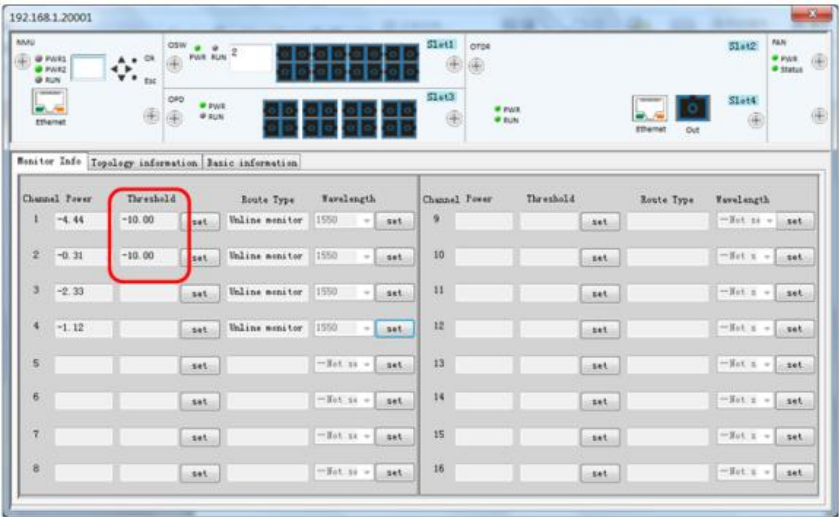 192.168.1.20001
NMU
PWR1
PWR2
RUN
Ok
Esc
Ethernet
OSW
PWR RUN
2
Slot1
OPD
PWR
RUN
Slot3
OTDR
Slot2
PWR
RUN
Ethernet
Out
Slot4
FAN
PWR
Status
Monitor Info Topology information Basic information
Channel Power Threshold Route Type Wavelength Channel Power Threshold Route Type Wavelength
1 -4.44 -10.00 set Unline monitor 1550 set 9 set set
2 -0.31 -10.00 set Unline monitor 1550 set 10 set set
3 -2.33 set Unline monitor 1550 set 11 set set
4 -1.12 set Unline monitor 1550 set 12 set set
5 set set 13 set set
6 set set 14 set set
7 set set 15 set set
8 set set 16 set set